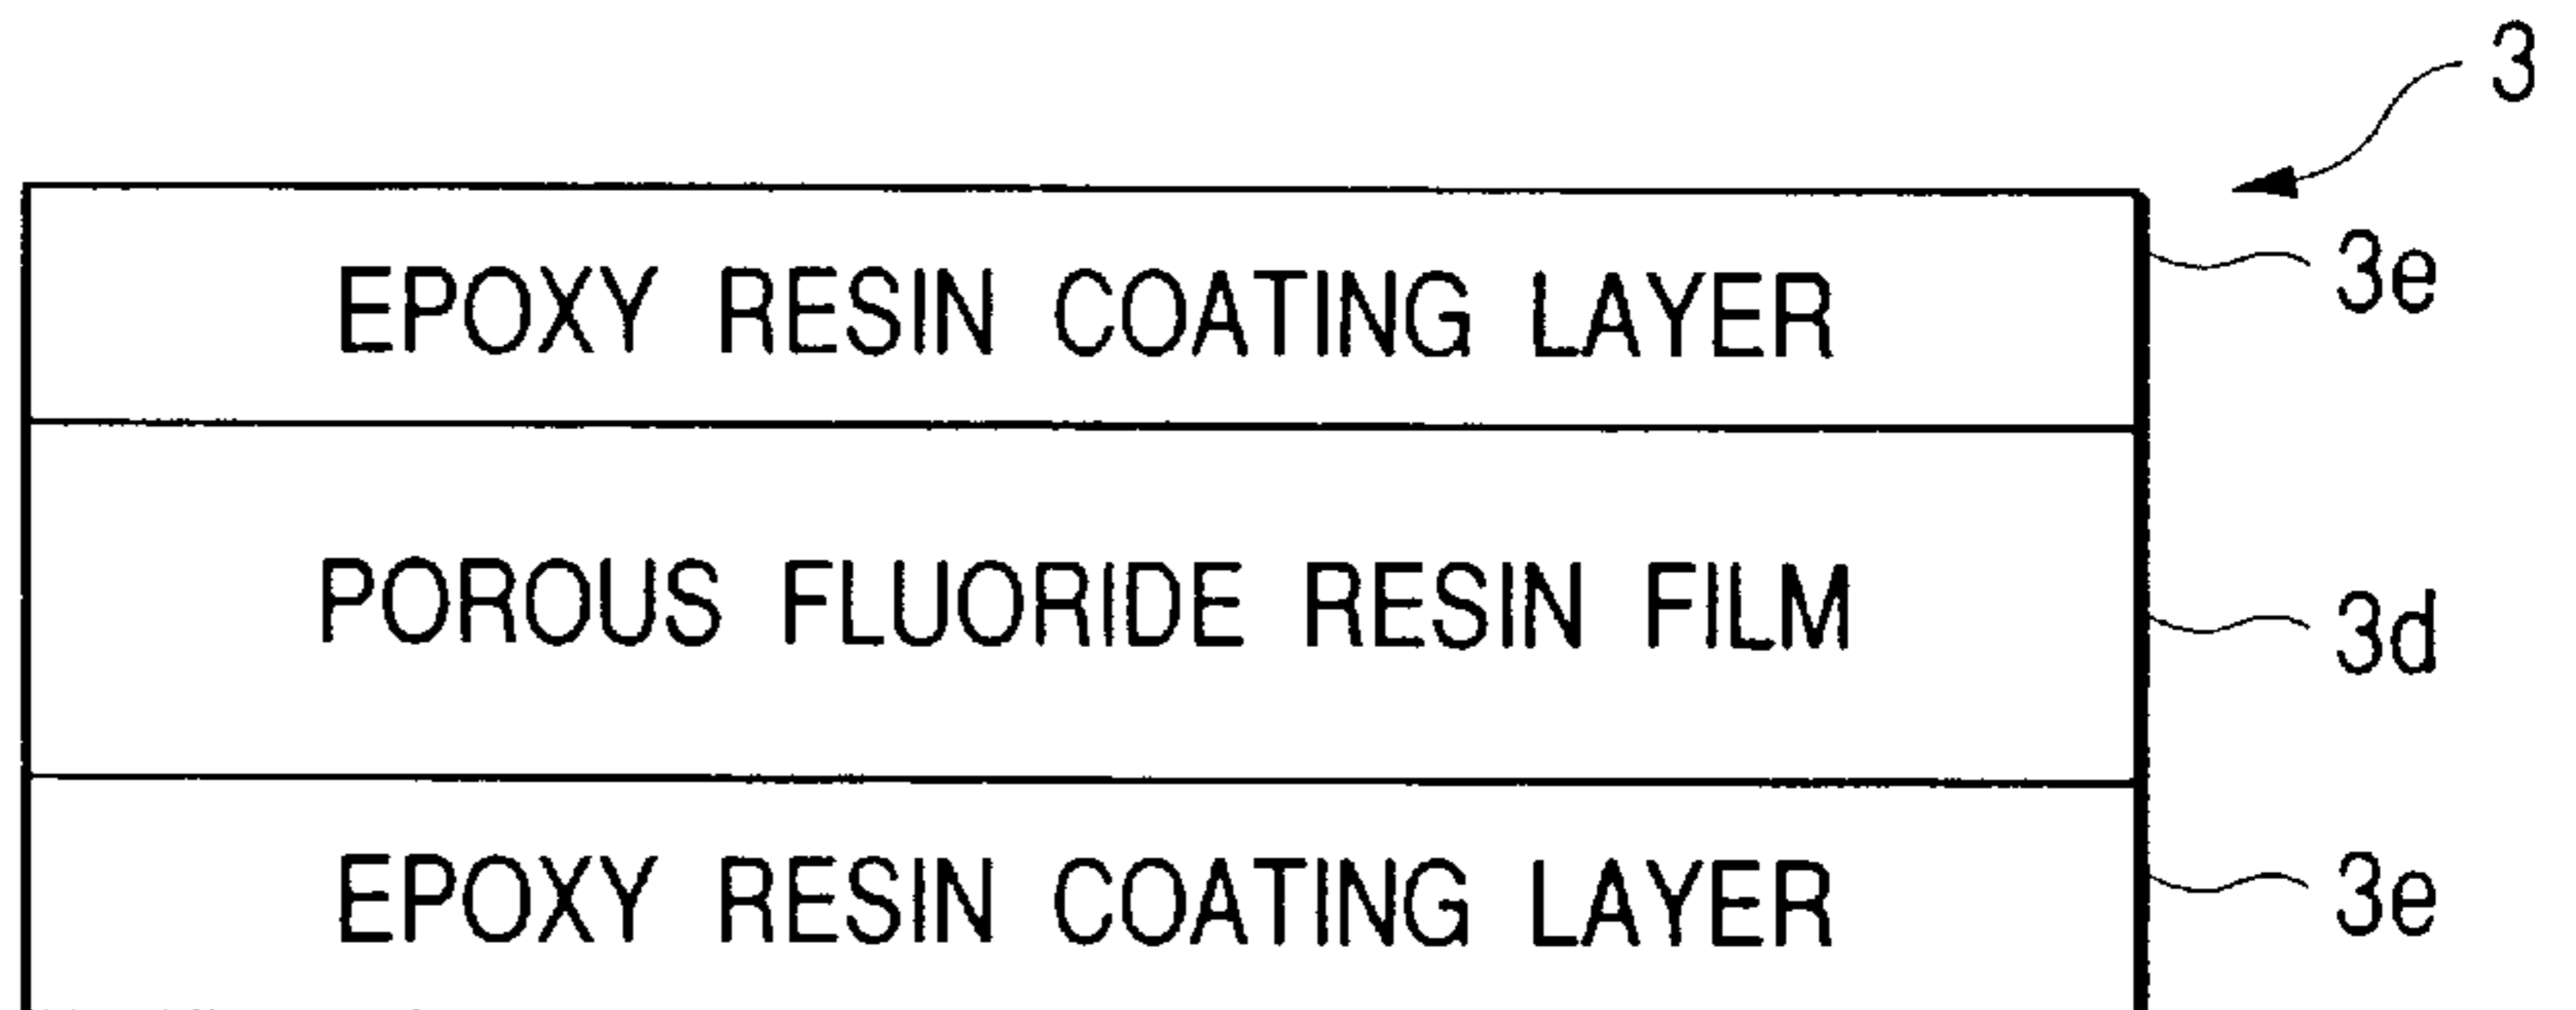 3
EPOXY RESIN COATING LAYER 3e
POROUS FLUORIDE RESIN FILM 3d
EPOXY RESIN COATING LAYER 3e